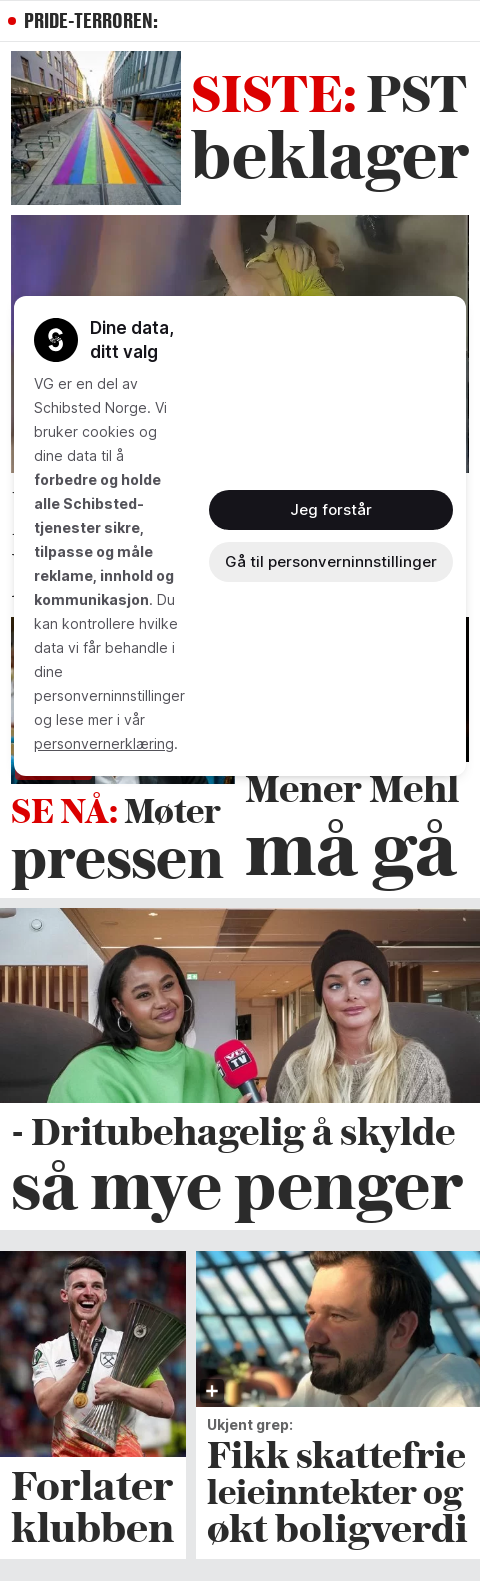 PRIDE-TERROREN:
SISTE: PST
beklager
Dine data,
ditt valg
VG er en del av
Schibsted Norge. Vi
bruker cookies og
dine data til å
forbedre og holde
alle Schibsted-
tjenester sikre,
tilpasse og måle
reklame, innhold og
kommunikasjon. Du
kan kontrollere hvilke
data vi får behandle i
dine
personverninnstillinger
og lese mer i vår
personvernerklæring.
Jeg forstår
Gå til personverninnstillinger
SE NÅ: Møter
pressen
Mener Mehl
må gå
VG
TV
- Dritubehagelig å skylde
så mye penger
Forlater
klubben
Ukjent grep:
Fikk skattefrie
leieinntekter og
økt boligverdi